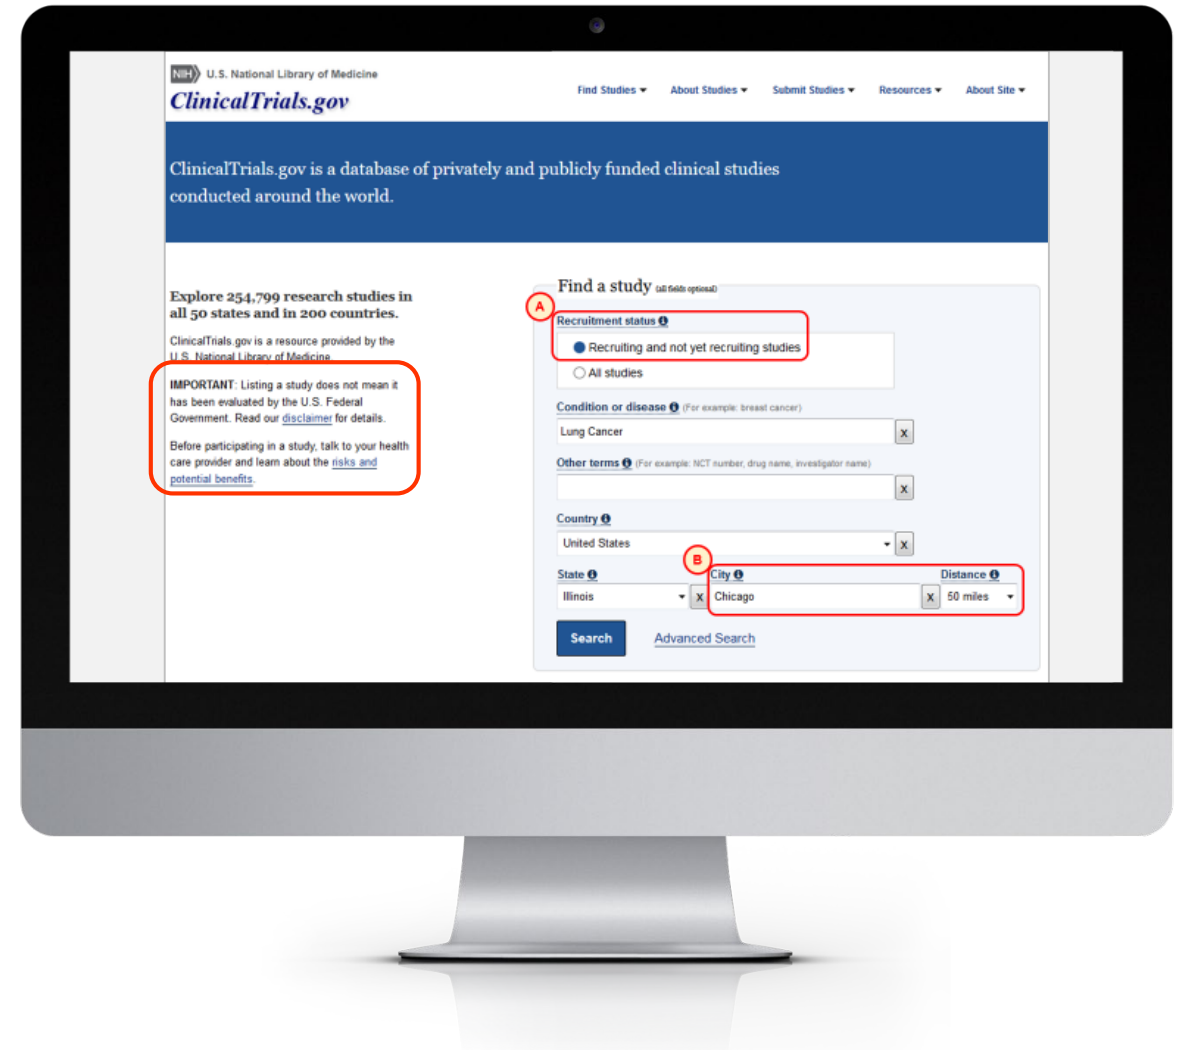 NIH U.S. National Library of Medicine
ClinicalTrials.gov
Find Studies About Studies Submit Studies Resources About Site
ClinicalTrials.gov is a database of privately and publicly funded clinical studies
conducted around the world.
Explore 254,799 research studies in
all 50 states and in 200 countries.
ClinicalTrials.gov is a resource provided by the
U.S. National Library of Medicine
IMPORTANT: Listing a study does not mean it
has been evaluated by the U.S. Federal
Government. Read our disclaimer for details.
Before participating in a study, talk to your health
care provider and learn about the risks and
potential benefits.
Find a study (all fields optional)
A
Recruitment status
Recruiting and not yet recruiting studies
All studies
Condition or disease (For example: breast cancer)
Lung Cancer x
Other terms (For example: NCT number, drug name, investigator name)
x
Country
United States x
B
State City Distance
Illinois x Chicago x 50 miles
Search Advanced Search